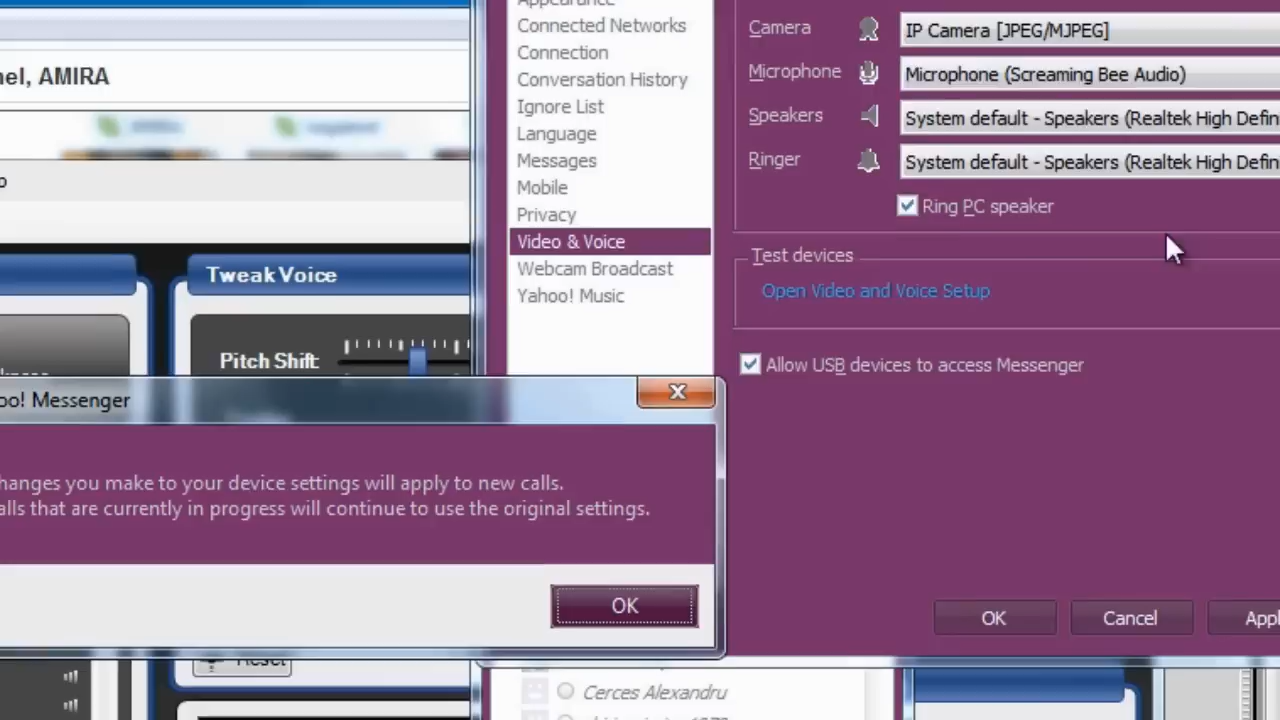 Connected Networks
Connection
Conversation History
Ignore List
Language
Messages
Mobile
Privacy
Video & Voice
Webcam Broadcast
Yahoo! Music
Camera
IP Camera [JPEG/MJPEG]
Microphone
Microphone (Screaming Bee Audio)
Speakers
System default - Speakers (Realtek High Defin
Ringer
System default - Speakers (Realtek High Defin
Ring PC speaker
Test devices
Open Video and Voice Setup
Allow USB devices to access Messenger
OK
Cancel
Appl
nel, AMIRA
Tweak Voice
Pitch Shift:
oo! Messenger
hanges you make to your device settings will apply to new calls.
alls that are currently in progress will continue to use the original settings.
OK
Reset
Cerces Alexandru